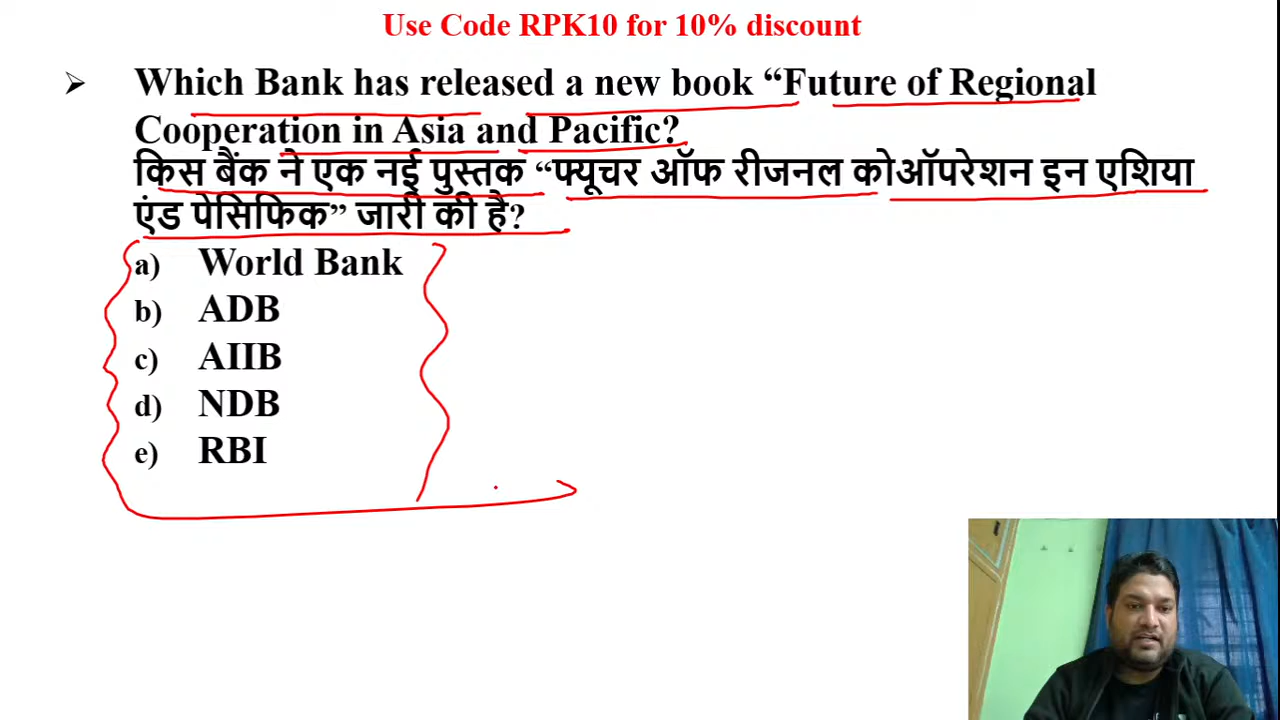 Use Code RPK10 for 10% discount
➢ Which Bank has released a new book “Future of Regional
Cooperation in Asia and Pacific?
किस बैंक ने एक नई पुस्तक “फ्यूचर ऑफ रीजनल कोऑपरेशन इन एशिया
एंड पेसिफिक” जारी की है?
a) World Bank
b) ADB
c) AIIB
d) NDB
e) RBI